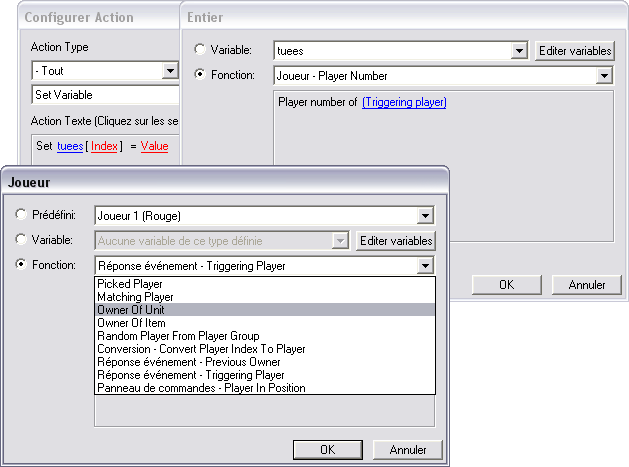 Configurer Action
Action Type
- Tout
Set Variable
Action Texte (Cliquez sur les se
Set tuees[ Index ] = Value
Entier
Variable:
tuees
Editer variables
Fonction:
Joueur - Player Number
Player number of (Triggering player)
OK
Annuler
Joueur
Prédéfini:
Joueur 1 (Rouge)
Variable:
Aucune variable de ce type définie
Editer variables
Fonction:
Réponse événement - Triggering Player
Picked Player
Matching Player
Owner Of Unit
Owner Of Item
Random Player From Player Group
Conversion - Convert Player Index To Player
Réponse événement - Previous Owner
Réponse événement - Triggering Player
Panneau de commandes - Player In Position
OK
Annuler